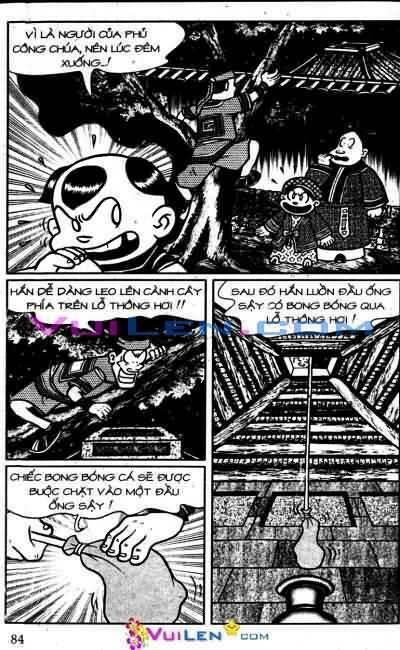 VÌ LÀ NGƯỜI CỦA PHỦ
CÔNG CHÚA, NÊN LÚC ĐÊM
XUỐNG..!
HẮN DỄ DÀNG LEO LÊN CÀNH CÂY
PHÍA TRÊN LỖ THÔNG HƠI !!
SAU ĐÓ HẮN LUỒN ĐẦU ỐNG
SẬY CÓ BONG BÓNG QUA
LỖ THÔNG HƠI !
VUILEN.COM
CHIẾC BONG BÓNG CÁ SẼ ĐƯỢC
BUỘC CHẶT VÀO MỘT ĐẦU
ỐNG SẬY !
84
VUILEN.COM